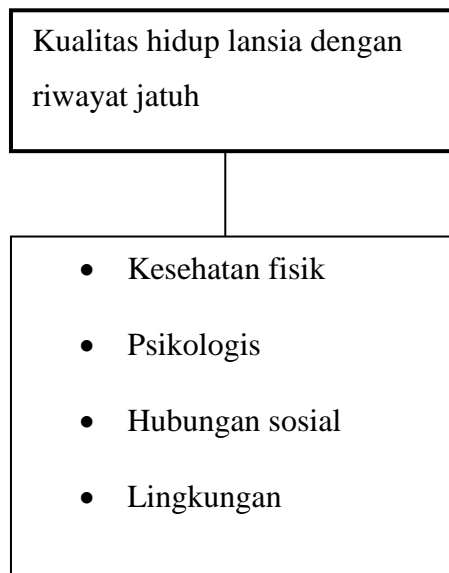 Kualitas hidup lansia dengan
riwayat jatuh
• Kesehatan fisik
• Psikologis
• Hubungan sosial
• Lingkungan